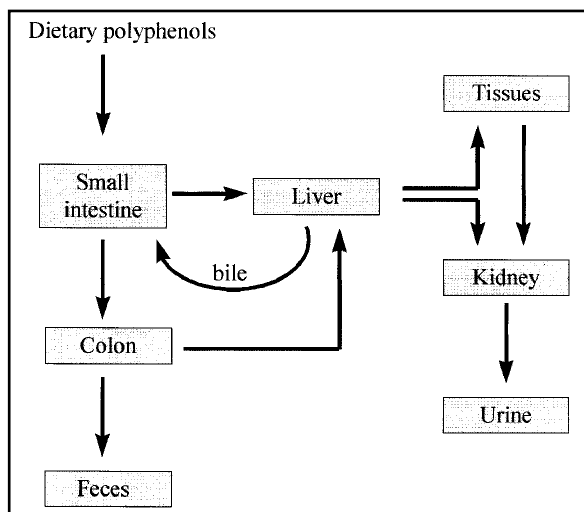 Dietary polyphenols
Tissues
Small
intestine
Liver
bile
Kidney
Colon
Urine
Feces